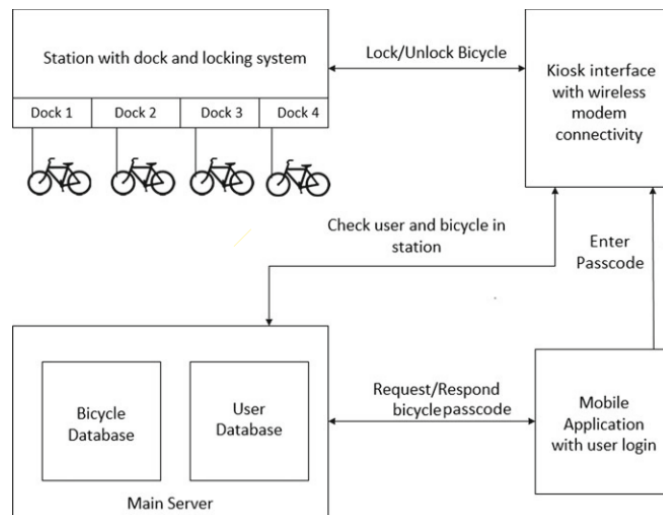 Station with dock and locking system
Dock 1
Dock 2
Dock 3
Dock 4
Lock/Unlock Bicycle
Kiosk interface
with wireless
modem
connectivity
Check user and bicycle in
station
Enter
Passcode
Bicycle
Database
User
Database
Main Server
Request/Respond
bicycle passcode
Mobile
Application
with user login